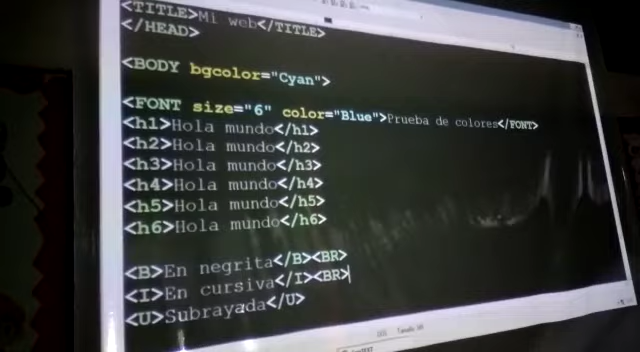 <TITLE>Mi web</TITLE>
</HEAD>
<BODY bgcolor="Cyan">
<FONT size="6" color="Blue">Prueba de colores</FONT>
<h1>Hola mundo</h1>
<h2>Hola mundo</h2>
<h3>Hola mundo</h3>
<h4>Hola mundo</h4>
<h5>Hola mundo</h5>
<h6>Hola mundo</h6>
<B>En negrita</B><BR>
<I>En cursiva</I><BR>
<U>Subrayada</U>